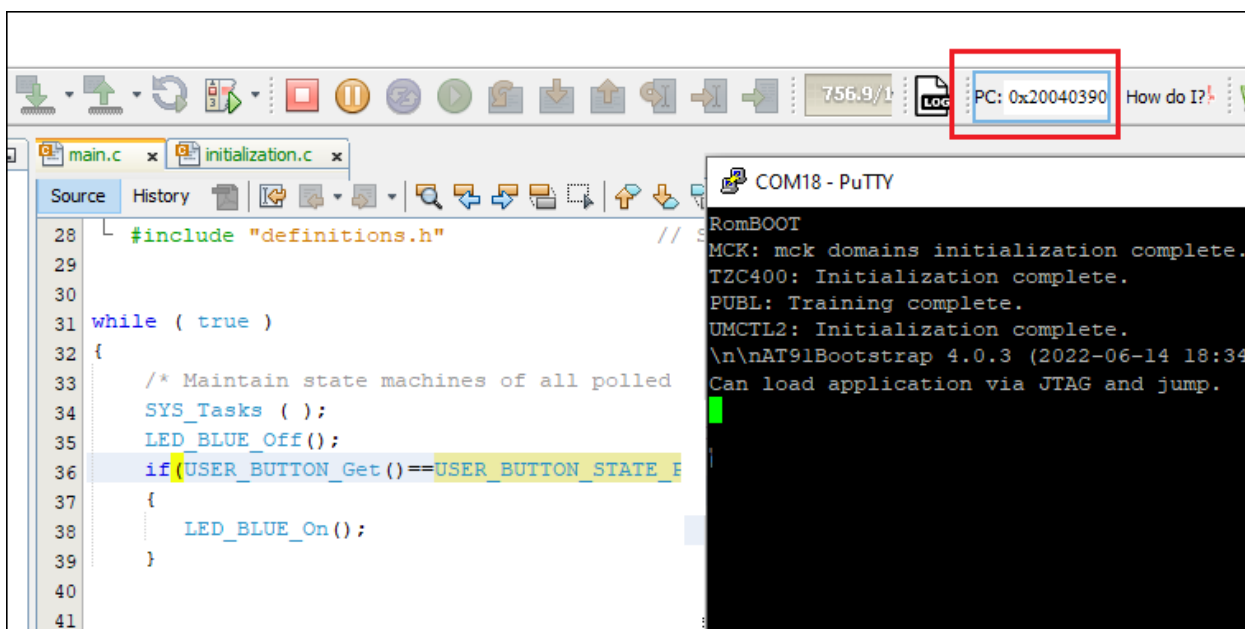 756.9/1
LOG
PC: 0x20040390
How do I?
main.c x
initialization.c x
Source History
28 #include "definitions.h" // S
29
30
31 while ( true )
32 {
33 /* Maintain state machines of all polled
34 SYS_Tasks ( );
35 LED_BLUE_Off();
36 if(USER_BUTTON_Get()==USER_BUTTON_STATE_P
37 {
38 LED_BLUE_On();
39 }
40
41
COM18 - PuTTY
RomBOOT
MCK: mck domains initialization complete.
TZC400: Initialization complete.
PUBL: Training complete.
UMCTL2: Initialization complete.
\n\nAT91Bootstrap 4.0.3 (2022-06-14 18:34
Can load application via JTAG and jump.